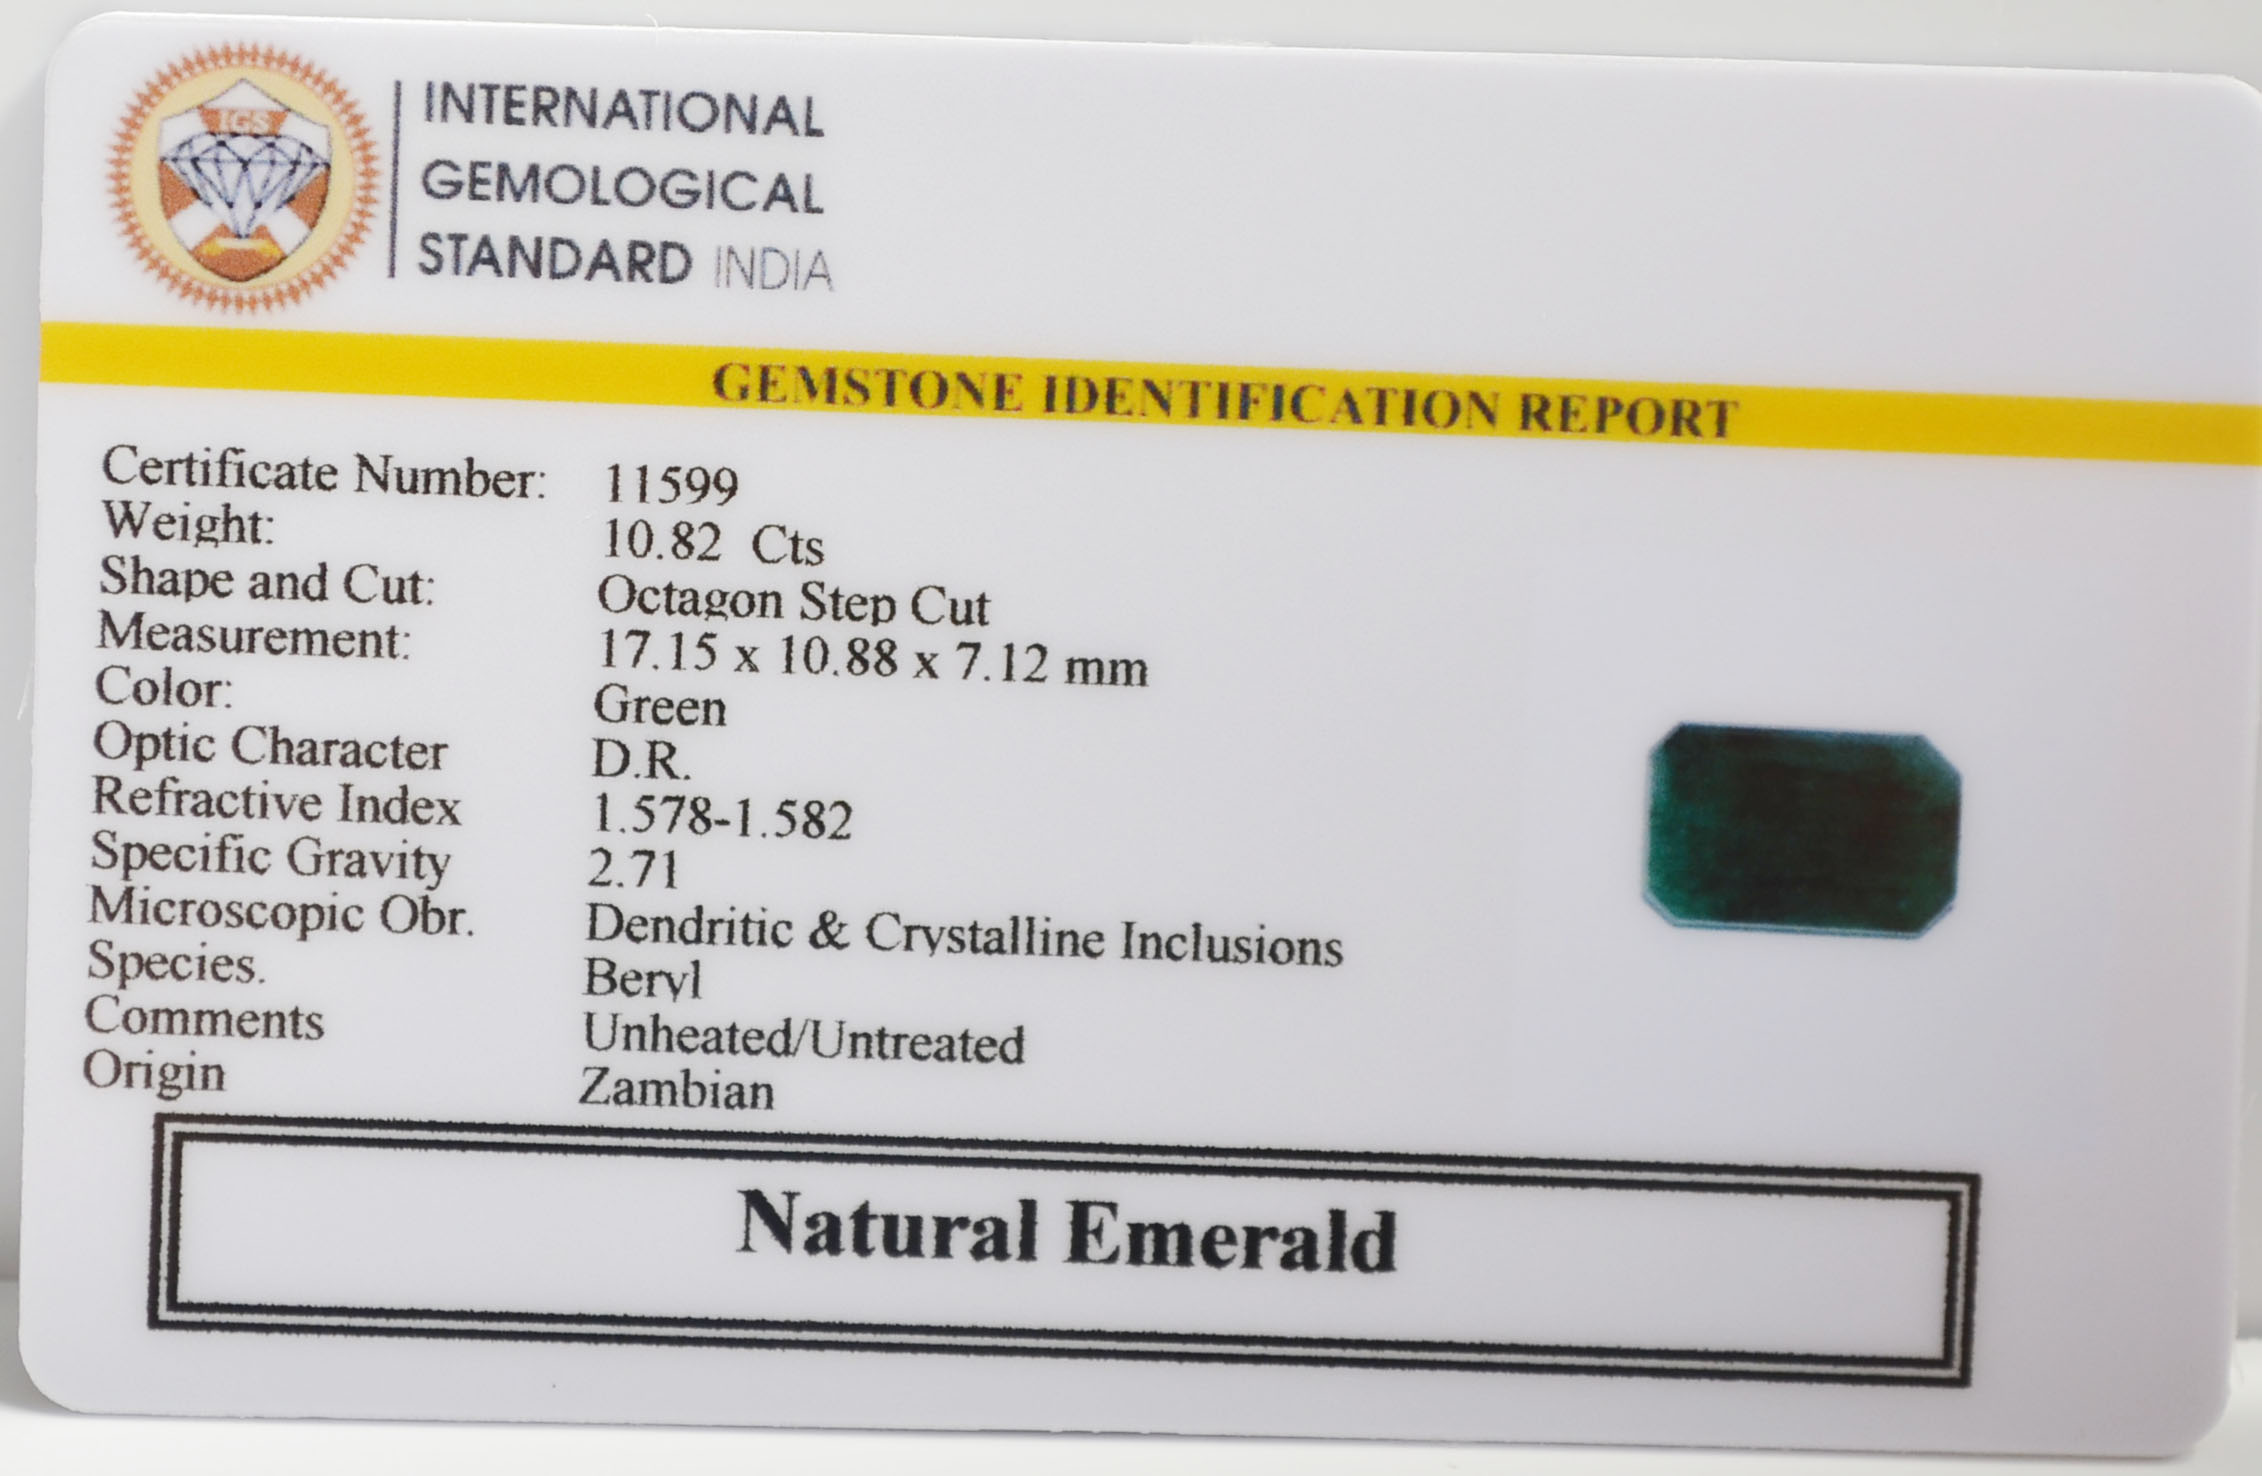 IGS
INTERNATIONAL
GEMOLOGICAL
STANDARD INDIA
GEMSTONE IDENTIFICATION REPORT
Certificate Number: 11599
Weight: 10.82 Cts
Shape and Cut: Octagon Step Cut
Measurement: 17.15 x 10.88 x 7.12 mm
Color: Green
Optic Character D.R.
Refractive Index 1.578-1.582
Specific Gravity 2.71
Microscopic Obr. Dendritic & Crystalline Inclusions
Species. Beryl
Comments Unheated/Untreated
Origin Zambian
Natural Emerald